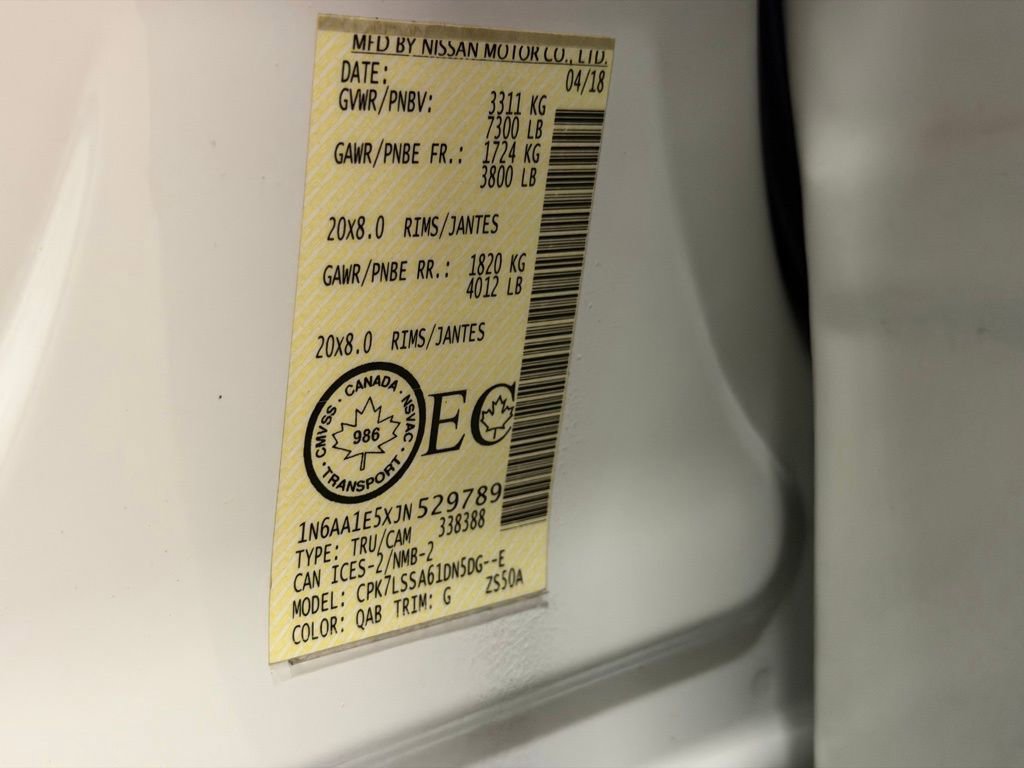 MFD BY NISSAN MOTOR CO., LTD.
DATE: 04/18
GVWR/PNBV: 3311 KG
7300 LB
GAWR/PNBE FR.: 1724 KG
3800 LB
20X8.0 RIMS/JANTES
GAWR/PNBE RR.: 1820 KG
4012 LB
20X8.0 RIMS/JANTES
CMVSS · CANADA · NSVAC · TRANSPORT ·
986
EC
1N6AA1E5XJN529789
TYPE: TRU/CAM 338388
CAN ICES-2/NMB-2
MODEL: CPK7LSSA61DN5DG--E
COLOR: QAB TRIM: G ZS50A